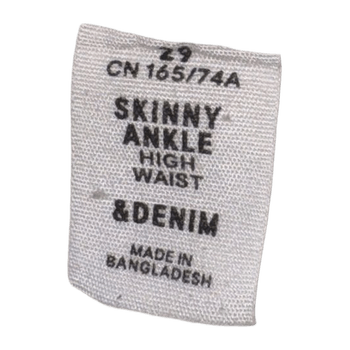 29
CN 165/74A
SKINNY
ANKLE
HIGH
WAIST
&DENIM
MADE IN
BANGLADESH